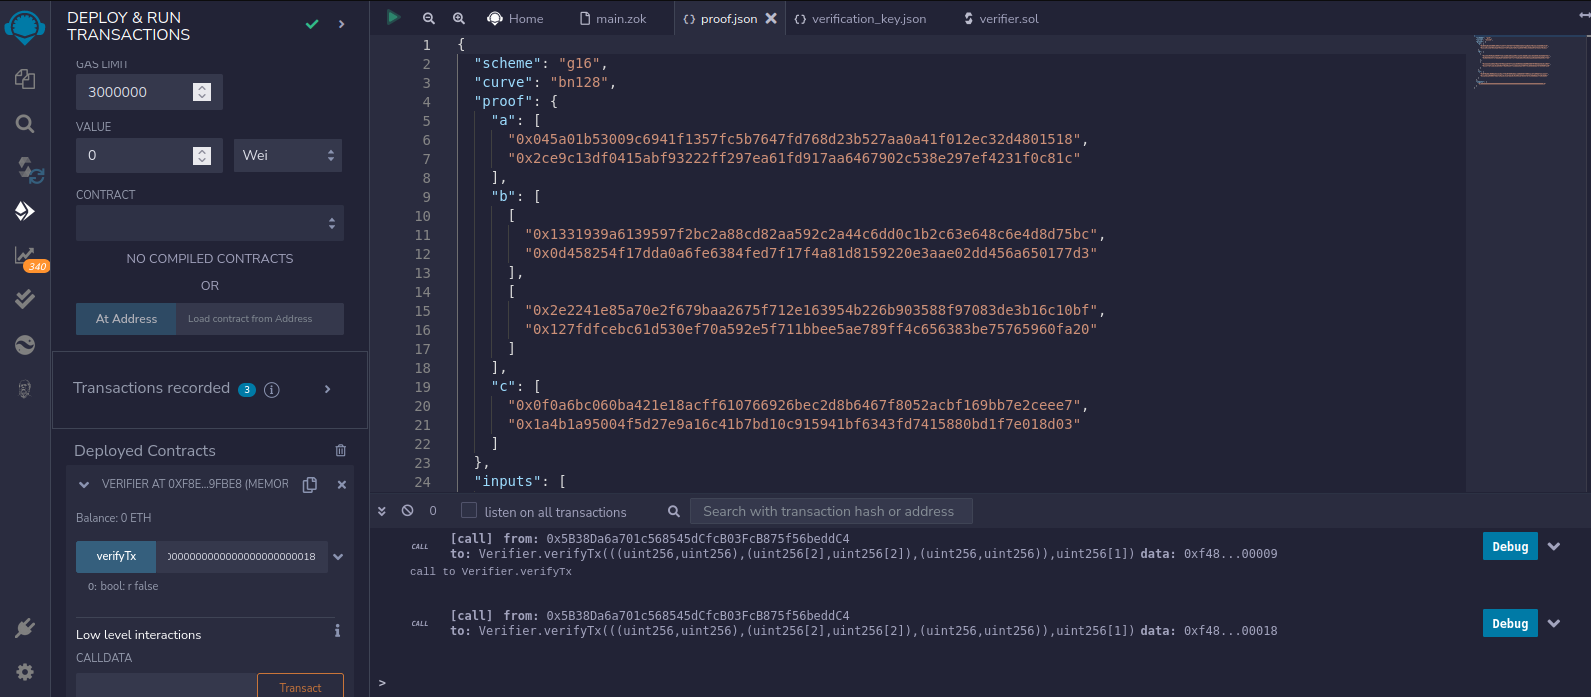 DEPLOY & RUN
TRANSACTIONS
GAS LIMIT
3000000
VALUE
0
Wei
CONTRACT
NO COMPILED CONTRACTS
OR
At Address
Load contract from Address
340
Transactions recorded 3 i
Deployed Contracts
VERIFIER AT 0XF8E...9FBE8 (MEMOR
Balance: 0 ETH
verifyTx
)00000000000000000000000018
0: bool: r false
Low level interactions
i
CALLDATA
Transact
Home
main.zok
{} proof.json
{} verification_key.json
verifier.sol
1 {
2 "scheme": "g16",
3 "curve": "bn128",
4 "proof": {
5 "a": [
6 "0x045a01b53009c6941f1357fc5b7647fd768d23b527aa0a41f012ec32d4801518",
7 "0x2ce9c13df0415abf93222ff297ea61fd917aa6467902c538e297ef4231f0c81c"
8 ],
9 "b": [
10 [
11 "0x1331939a6139597f2bc2a88cd82aa592c2a44c6dd0c1b2c63e648c6e4d8d75bc",
12 "0x0d458254f17dda0a6fe6384fed7f17f4a81d8159220e3aae02dd456a650177d3"
13 ],
14 [
15 "0x2e2241e85a70e2f679baa2675f712e163954b226b903588f97083de3b16c10bf",
16 "0x127fdfcebc61d530ef70a592e5f711bbee5ae789ff4c656383be75765960fa20"
17 ]
18 ],
19 "c": [
20 "0x0f0a6bc060ba421e18acff610766926bec2d8b6467f8052acbf169bb7e2ceee7",
21 "0x1a4b1a95004f5d27e9a16c41b7bd10c915941bf6343fd7415880bd1f7e018d03"
22 ]
23 },
24 "inputs": [
0
listen on all transactions
Search with transaction hash or address
CALL
[call] from: 0x5B38Da6a701c568545dCfcB03FcB875f56beddC4
to: Verifier.verifyTx(((uint256,uint256),(uint256[2],uint256[2]),(uint256,uint256)),uint256[1]) data: 0xf48...00009
Debug
call to Verifier.verifyTx
CALL
[call] from: 0x5B38Da6a701c568545dCfcB03FcB875f56beddC4
to: Verifier.verifyTx(((uint256,uint256),(uint256[2],uint256[2]),(uint256,uint256)),uint256[1]) data: 0xf48...00018
Debug
>